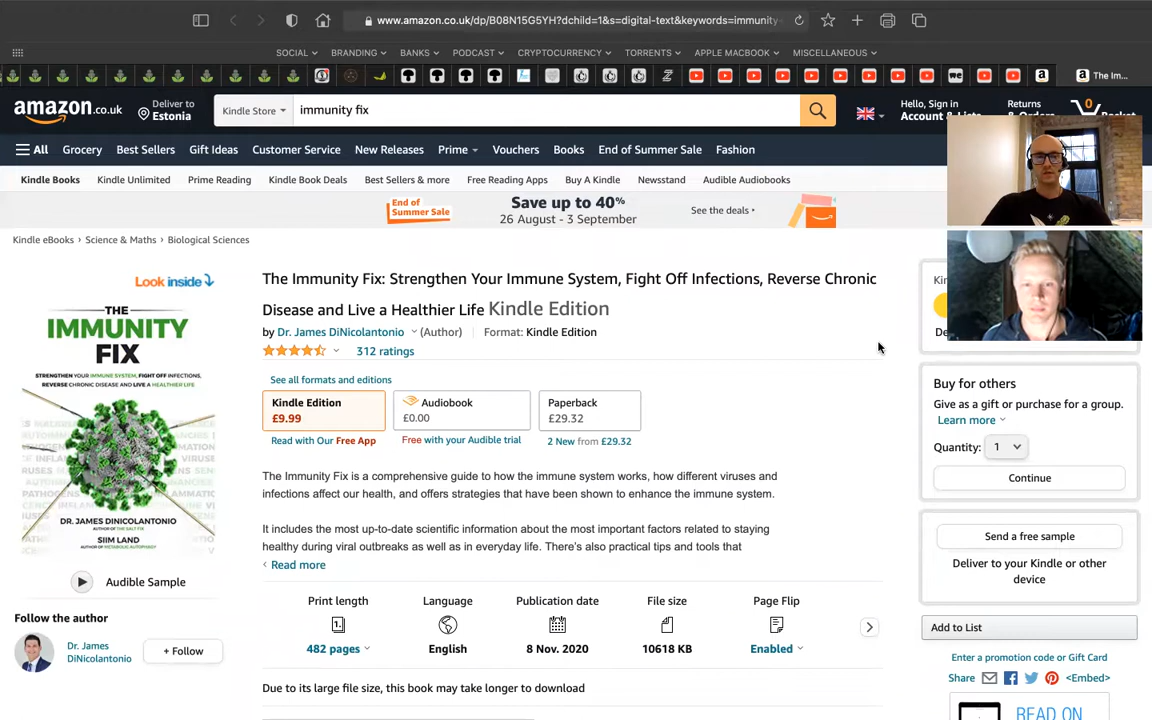 www.amazon.co.uk/dp/B08N15G5YH?dchild=1&s=digital-text&keywords=immunity
SOCIAL BRANDING BANKS PODCAST CRYPTOCURRENCY TORRENTS APPLE MACBOOK MISCELLANEOUS
we a a The Im...
amazon.co.uk Deliver to Estonia Kindle Store immunity fix Hello, Sign in Account & Lists Returns & Orders 0 Basket
All Grocery Best Sellers Gift Ideas Customer Service New Releases Prime Vouchers Books End of Summer Sale Fashion
Kindle Books Kindle Unlimited Prime Reading Kindle Book Deals Best Sellers & more Free Reading Apps Buy A Kindle Newsstand Audible Audiobooks
End of Summer Sale
Save up to 40%
26 August - 3 September
See the deals ›
Kindle eBooks › Science & Maths › Biological Sciences
Look inside
THE
IMMUNITY
FIX
STRENGTHEN YOUR IMMUNE SYSTEM, FIGHT OFF INFECTIONS,
REVERSE CHRONIC DISEASE AND LIVE A HEALTHIER LIFE
DR. JAMES DINICOLANTONIO
AUTHOR OF THE SALT FIX
SIIM LAND
AUTHOR OF METABOLIC AUTOPHAGY
Audible Sample
Follow the author
Dr. James
DiNicolantonio
+ Follow
The Immunity Fix: Strengthen Your Immune System, Fight Off Infections, Reverse Chronic
Disease and Live a Healthier Life Kindle Edition
by Dr. James DiNicolantonio (Author) Format: Kindle Edition
312 ratings
See all formats and editions
Kindle Edition
£9.99
Read with Our Free App
Audiobook
£0.00
Free with your Audible trial
Paperback
£29.32
2 New from £29.32
The Immunity Fix is a comprehensive guide to how the immune system works, how different viruses and
infections affect our health, and offers strategies that have been shown to enhance the immune system.
It includes the most up-to-date scientific information about the most important factors related to staying
healthy during viral outbreaks as well as in everyday life. There's also practical tips and tools that
Read more
Print length
482 pages
Language
English
Publication date
8 Nov. 2020
File size
10618 KB
Page Flip
Enabled
Due to its large file size, this book may take longer to download
Buy for others
Give as a gift or purchase for a group.
Learn more
Quantity: 1
Continue
Send a free sample
Deliver to your Kindle or other
device
Add to List
Enter a promotion code or Gift Card
Share <Embed>
READ ON